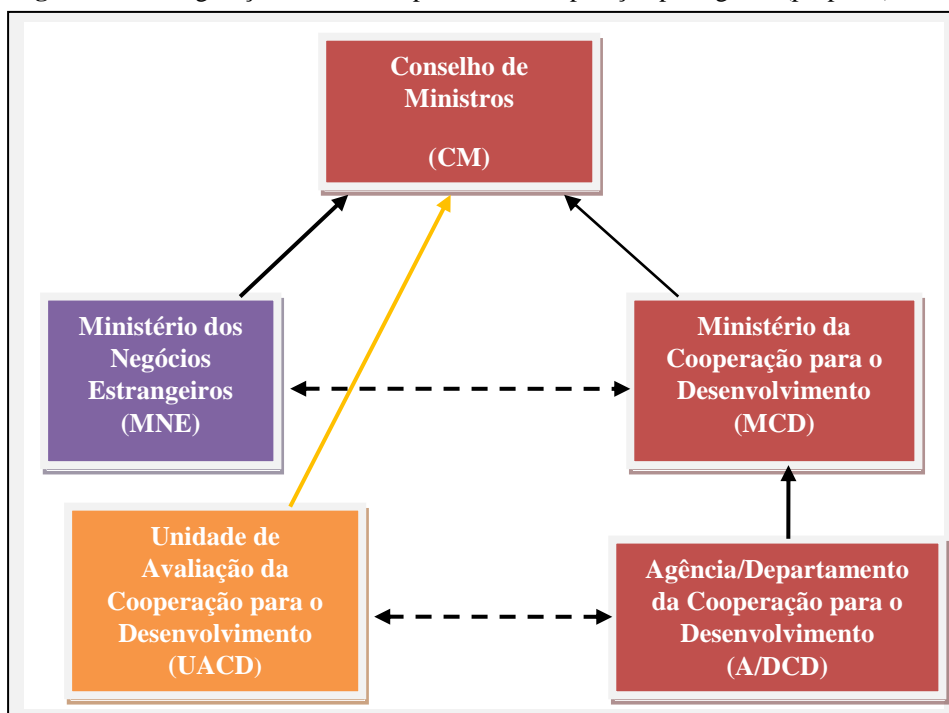 Conselho de
Ministros
(CM)
Ministério dos
Negócios
Estrangeiros
(MNE)
Ministério da
Cooperação para o
Desenvolvimento
(MCD)
Unidade de
Avaliação da
Cooperação para o
Desenvolvimento
(UACD)
Agência/Departamento
da Cooperação para o
Desenvolvimento
(A/DCD)